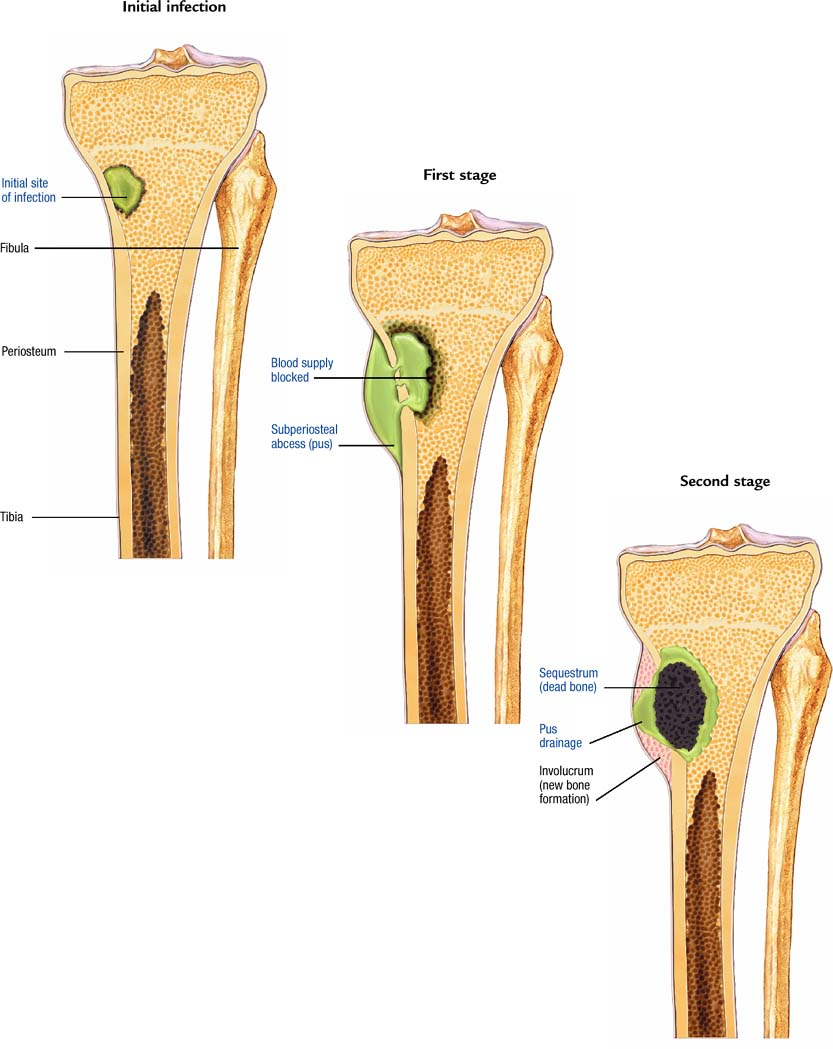 Initial infection
Initial site
of infection
Fibula
Periosteum
Tibia
First stage
Blood supply
blocked
Subperiosteal
abcess (pus)
Second stage
Sequestrum
(dead bone)
Pus
drainage
Involucrum
(new bone
formation)